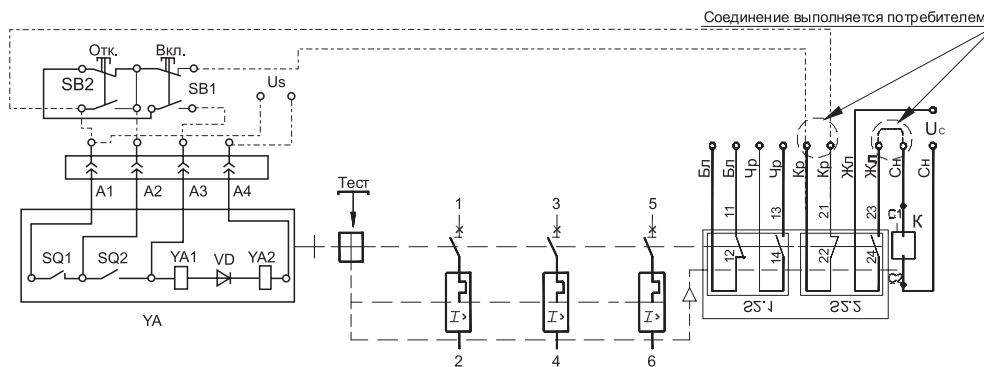 Соединение выполняется потребителем
Отк.
Вкл.
SB2
SB1
Us
Uc
A1
A2
A3
A4
Тест
1
3
5
Бл
Бл
Чр
Чр
Кр
Кр
Жл
Жл
Сн
Сн
11
13
21
23
C1
К
SQ1
SQ2
YA1
VD
YA2
12
14
22
24
C2
I>
I>
I>
S2.1
S2.2
YA
2
4
6